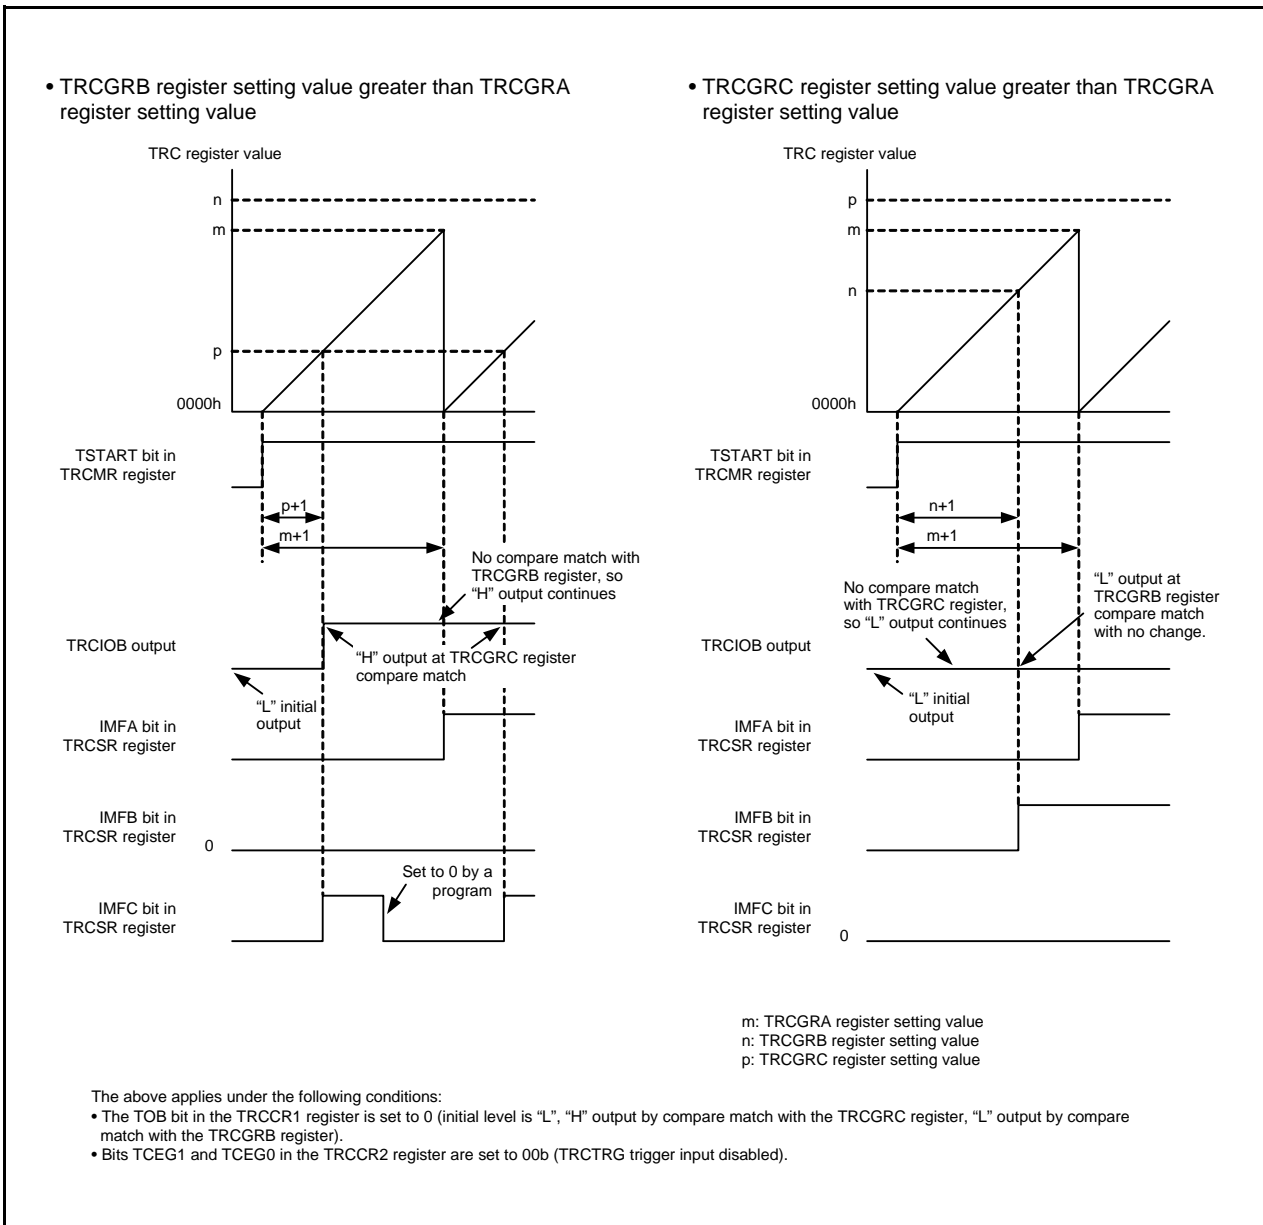 • TRCGRB register setting value greater than TRCGRA
register setting value
TRC register value
n
m
p
0000h
TSTART bit in
TRCMR register
p+1
m+1
No compare match with
TRCGRB register, so
“H” output continues
TRCIOB output
“H” output at TRCGRC register
compare match
“L” initial
output
IMFA bit in
TRCSR register
IMFB bit in
TRCSR register
0
Set to 0 by a
program
IMFC bit in
TRCSR register
• TRCGRC register setting value greater than TRCGRA
register setting value
TRC register value
p
m
n
0000h
TSTART bit in
TRCMR register
n+1
m+1
No compare match
with TRCGRC register,
so “L” output continues
“L” output at
TRCGRB register
compare match
with no change.
TRCIOB output
“L” initial
output
IMFA bit in
TRCSR register
IMFB bit in
TRCSR register
IMFC bit in
TRCSR register
0
m: TRCGRA register setting value
n: TRCGRB register setting value
p: TRCGRC register setting value
The above applies under the following conditions:
• The TOB bit in the TRCCR1 register is set to 0 (initial level is “L”, “H” output by compare match with the TRCGRC register, “L” output by compare
match with the TRCGRB register).
• Bits TCEG1 and TCEG0 in the TRCCR2 register are set to 00b (TRCTRG trigger input disabled).